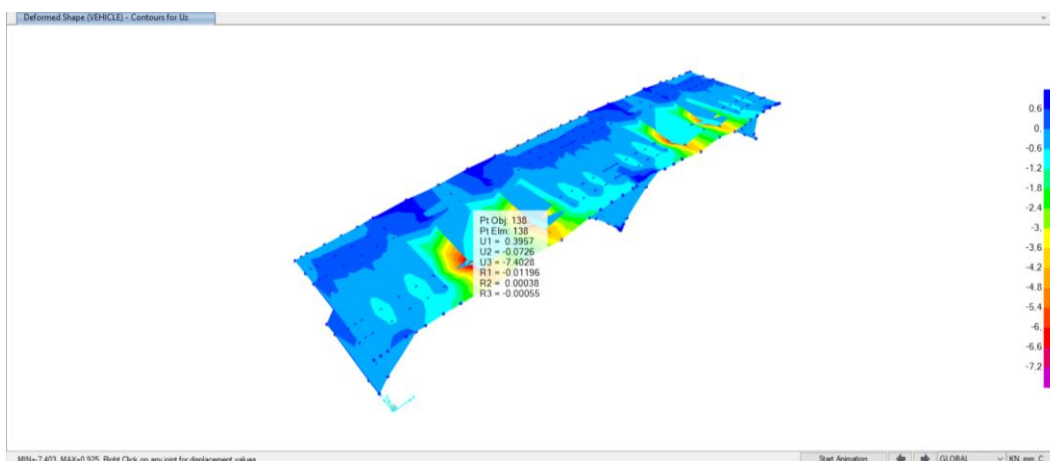 Deformed Shape (VEHICLE) - Contours for Uz
Pt Obj: 138
Pt Elm: 138
U1 = 0.3957
U2 = -0.0726
U3 = -7.4028
R1 = -0.01196
R2 = 0.00038
R3 = -0.00055
0.6
0.
-0.6
-1.2
-1.8
-2.4
-3.
-3.6
-4.2
-4.8
-5.4
-6.
-6.6
-7.2
MIN=-7.403, MAX=0.925, Right Click on any joint for displacement values
Start Animation
GLOBAL
KN, mm, C